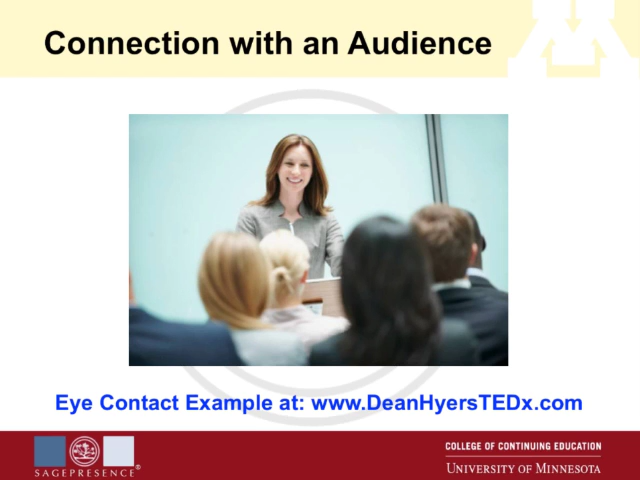 Connection with an Audience
Eye Contact Example at: www.DeanHyersTEDx.com
SAGEPRESENCE®
COLLEGE OF CONTINUING EDUCATION
UNIVERSITY OF MINNESOTA